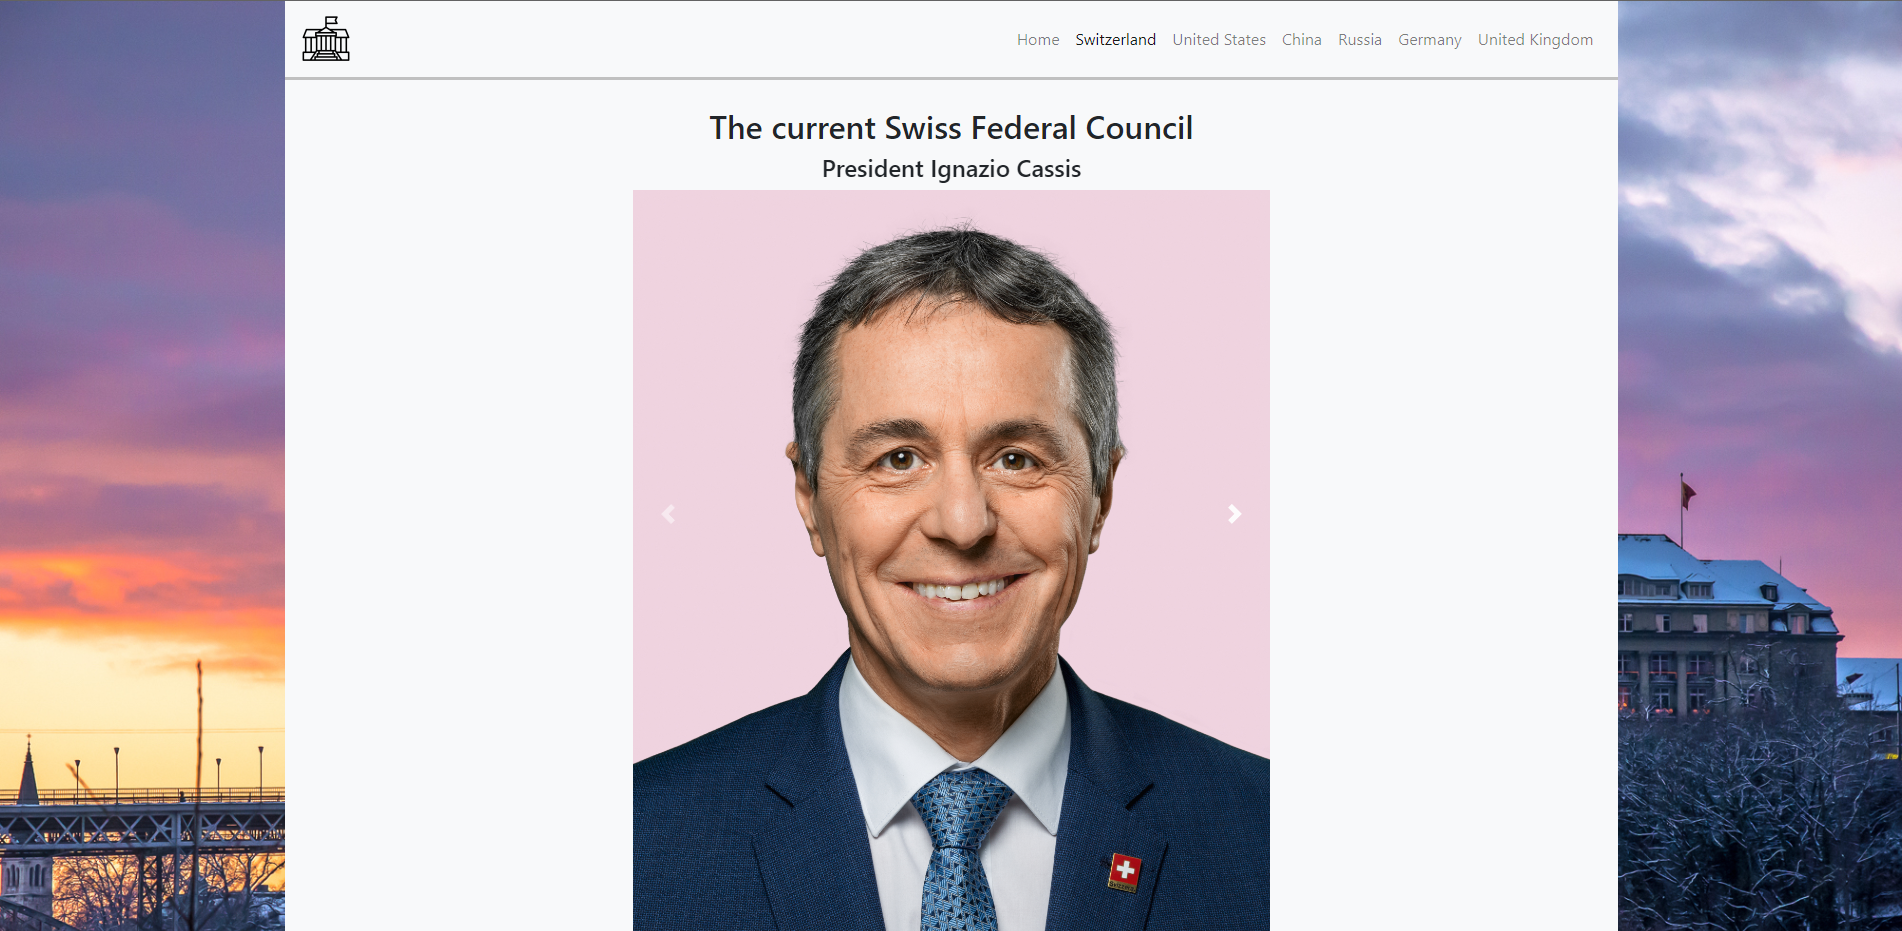 Home Switzerland United States China Russia Germany United Kingdom
The current Swiss Federal Council
President Ignazio Cassis